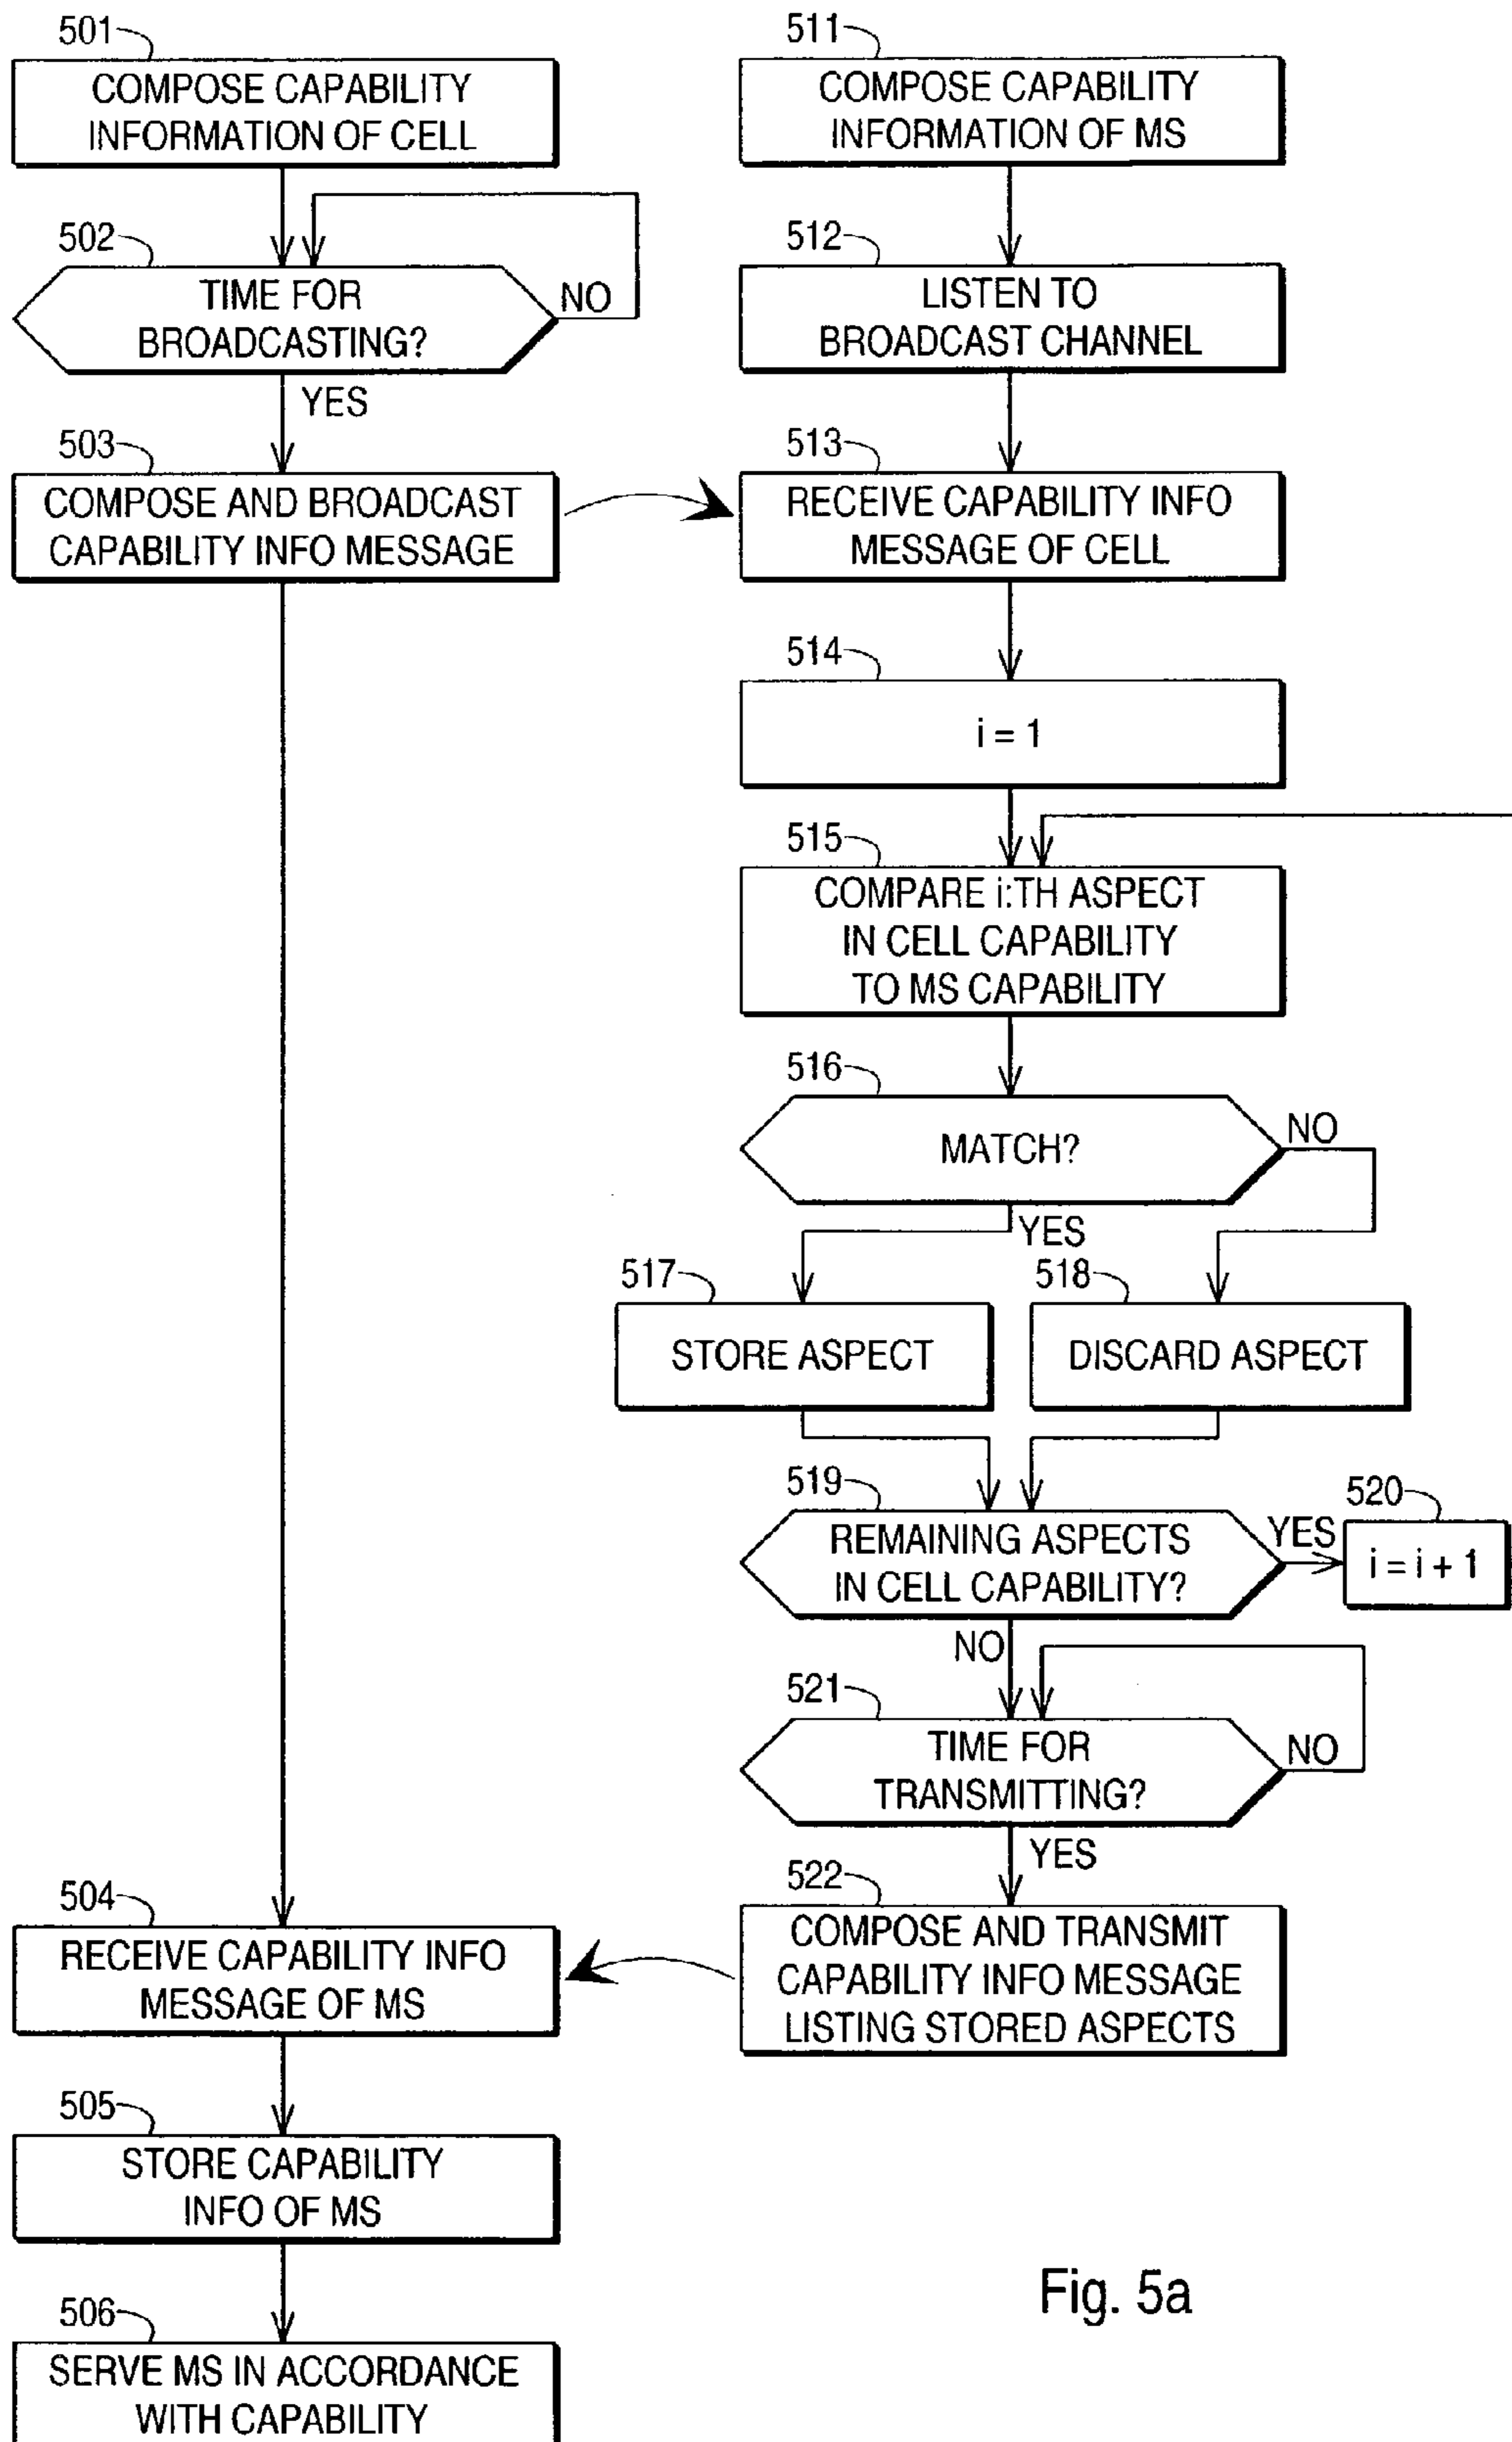 501
COMPOSE CAPABILITY
INFORMATION OF CELL
502
TIME FOR
BROADCASTING?
NO
YES
503
COMPOSE AND BROADCAST
CAPABILITY INFO MESSAGE
504
RECEIVE CAPABILITY INFO
MESSAGE OF MS
505
STORE CAPABILITY
INFO OF MS
506
SERVE MS IN ACCORDANCE
WITH CAPABILITY
511
COMPOSE CAPABILITY
INFORMATION OF MS
512
LISTEN TO
BROADCAST CHANNEL
513
RECEIVE CAPABILITY INFO
MESSAGE OF CELL
514
i = 1
515
COMPARE i:TH ASPECT
IN CELL CAPABILITY
TO MS CAPABILITY
516
MATCH?
NO
YES
517
STORE ASPECT
518
DISCARD ASPECT
519
REMAINING ASPECTS
IN CELL CAPABILITY?
YES
520
i = i + 1
NO
521
TIME FOR
TRANSMITTING?
NO
YES
522
COMPOSE AND TRANSMIT
CAPABILITY INFO MESSAGE
LISTING STORED ASPECTS
Fig. 5a